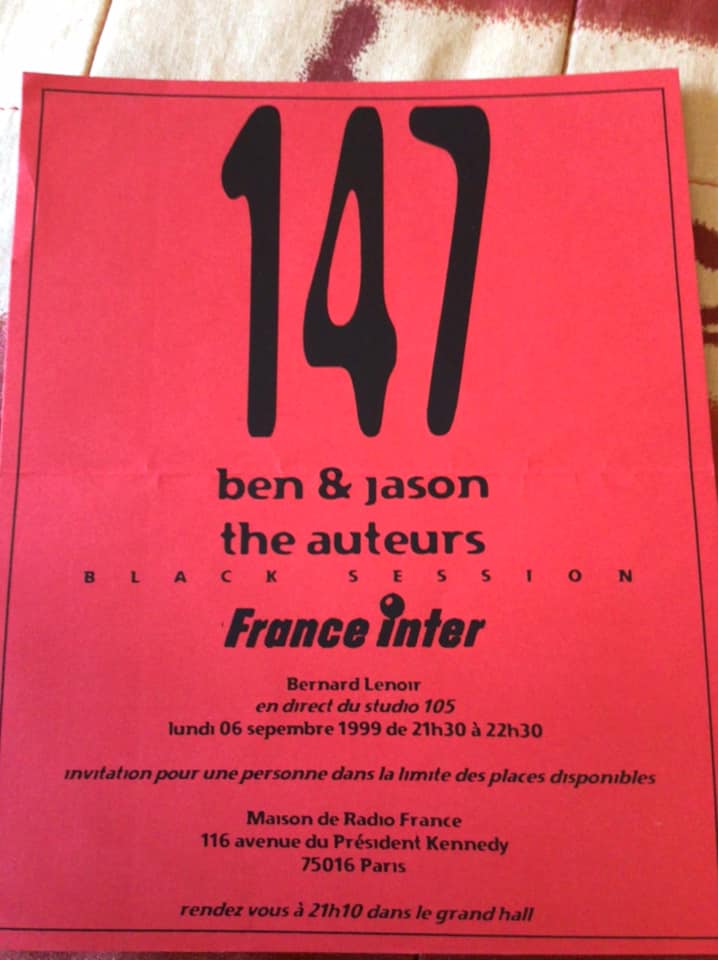 147
ben & jason
the auteurs
BLACK SESSION
France inter
Bernard Lenoir
en direct du studio 105
lundi 06 sepembre 1999 de 21h30 à 22h30
invitation pour une personne dans la limite des places disponibles
Maison de Radio France
116 avenue du Président Kennedy
75016 Paris
rendez vous à 21h10 dans le grand hall